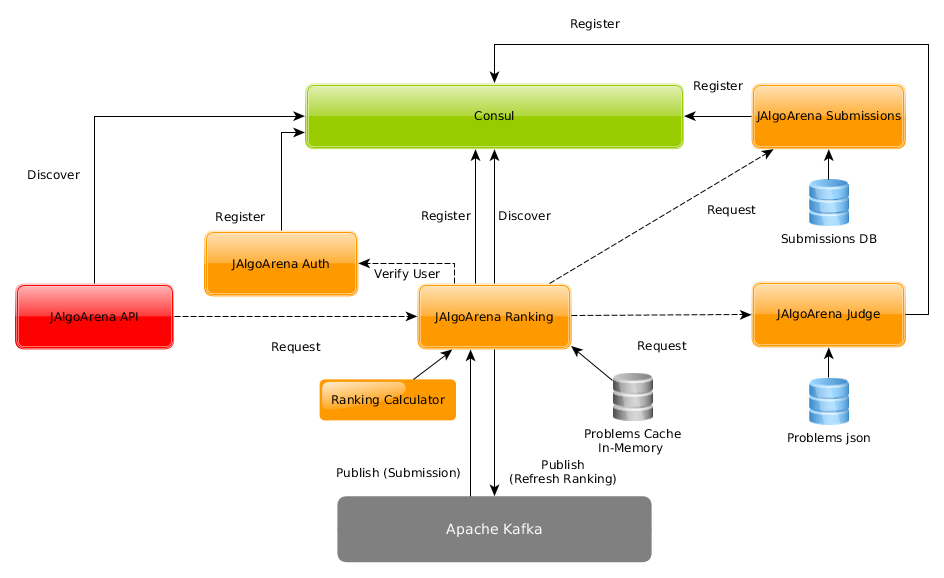 Register
Register
Consul
JAlgoArena Submissions
Discover
Register
Register
Discover
Request
Submissions DB
JAlgoArena Auth
Verify User
JAlgoArena API
JAlgoArena Ranking
JAlgoArena Judge
Request
Request
Ranking Calculator
Problems Cache
In-Memory
Problems json
Publish (Submission)
Publish
(Refresh Ranking)
Apache Kafka